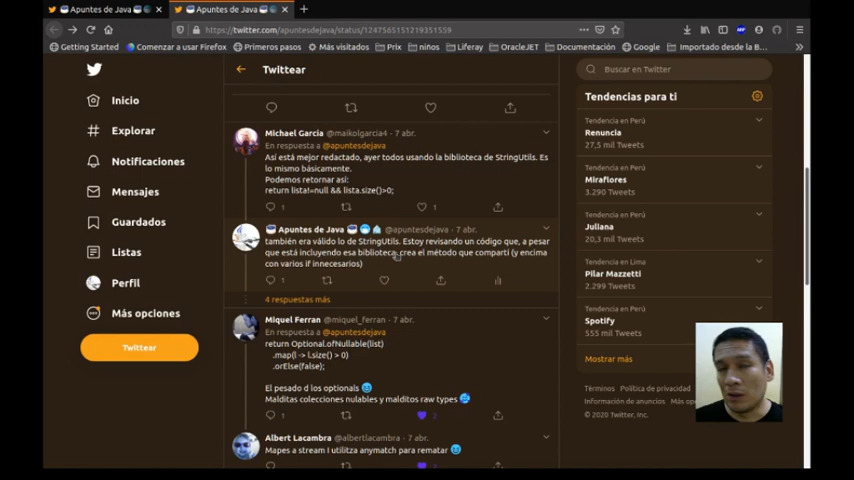 Apuntes de Java
Apuntes de Java
https://twitter.com/apuntesdejava/status/1247565151219351559
Getting Started
Comenzar a usar Firefox
Primeros pasos
Más visitados
Prix
niños
Liferay
OracleJET
Documentación
Google
Importado desde la B...
Inicio
Explorar
Notificaciones
Mensajes
Guardados
Listas
Perfil
Más opciones
Twittear
Twittear
Michael García @maikolgarcia4 · 7 abr.
En respuesta a @apuntesdejava
Así está mejor redactado, ayer todos usando la biblioteca de StringUtils. Es
lo mismo básicamente.
Podemos retornar así:
return lista!=null && lista.size()>0;
1
1
Apuntes de Java @apuntesdejava · 7 abr.
también era válido lo de StringUtils. Estoy revisando un código que, a pesar
que está incluyendo esa biblioteca, crea el método que compartí (y encima
con varios if innecesarios)
1
4 respuestas más
Miquel Ferran @miquel_ferran · 7 abr.
En respuesta a @apuntesdejava
return Optional.ofNullable(list)
.map(l -> l.size() > 0)
.orElse(false);
El pesado d los optionals
Malditas colecciones nulables y malditos raw types
1
2
Albert Lacambra @albertlacambra · 7 abr.
Mapes a stream I utilitza anymatch para rematar
Buscar en Twitter
Tendencias para ti
Tendencia en Perú
Renuncia
27,5 mil Tweets
Tendencia en Perú
Miraflores
3.290 Tweets
Tendencia en Perú
Juliana
20,3 mil Tweets
Tendencia en Lima
Pilar Mazzetti
2.299 Tweets
Tendencia en Perú
Spotify
555 mil Tweets
Mostrar más
Términos Política de privacidad
Información de anuncios Más op
© 2020 Twitter, Inc.